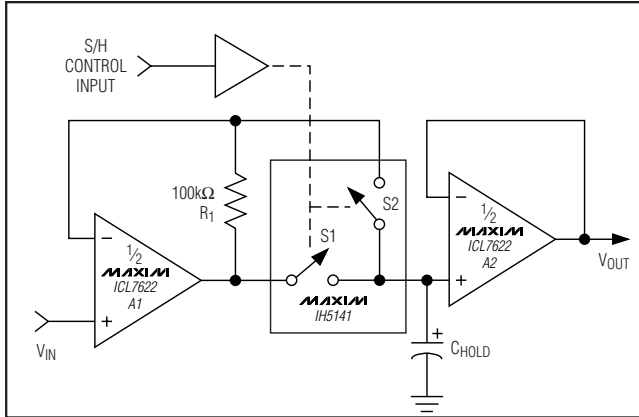 S/H
CONTROL
INPUT
100kΩ
R1
S2
S1
–
½
MAXIM
ICL7622
A1
+
VIN
MAXIM
IH5141
–
½
MAXIM
ICL7622
A2
+
VOUT
+
CHOLD